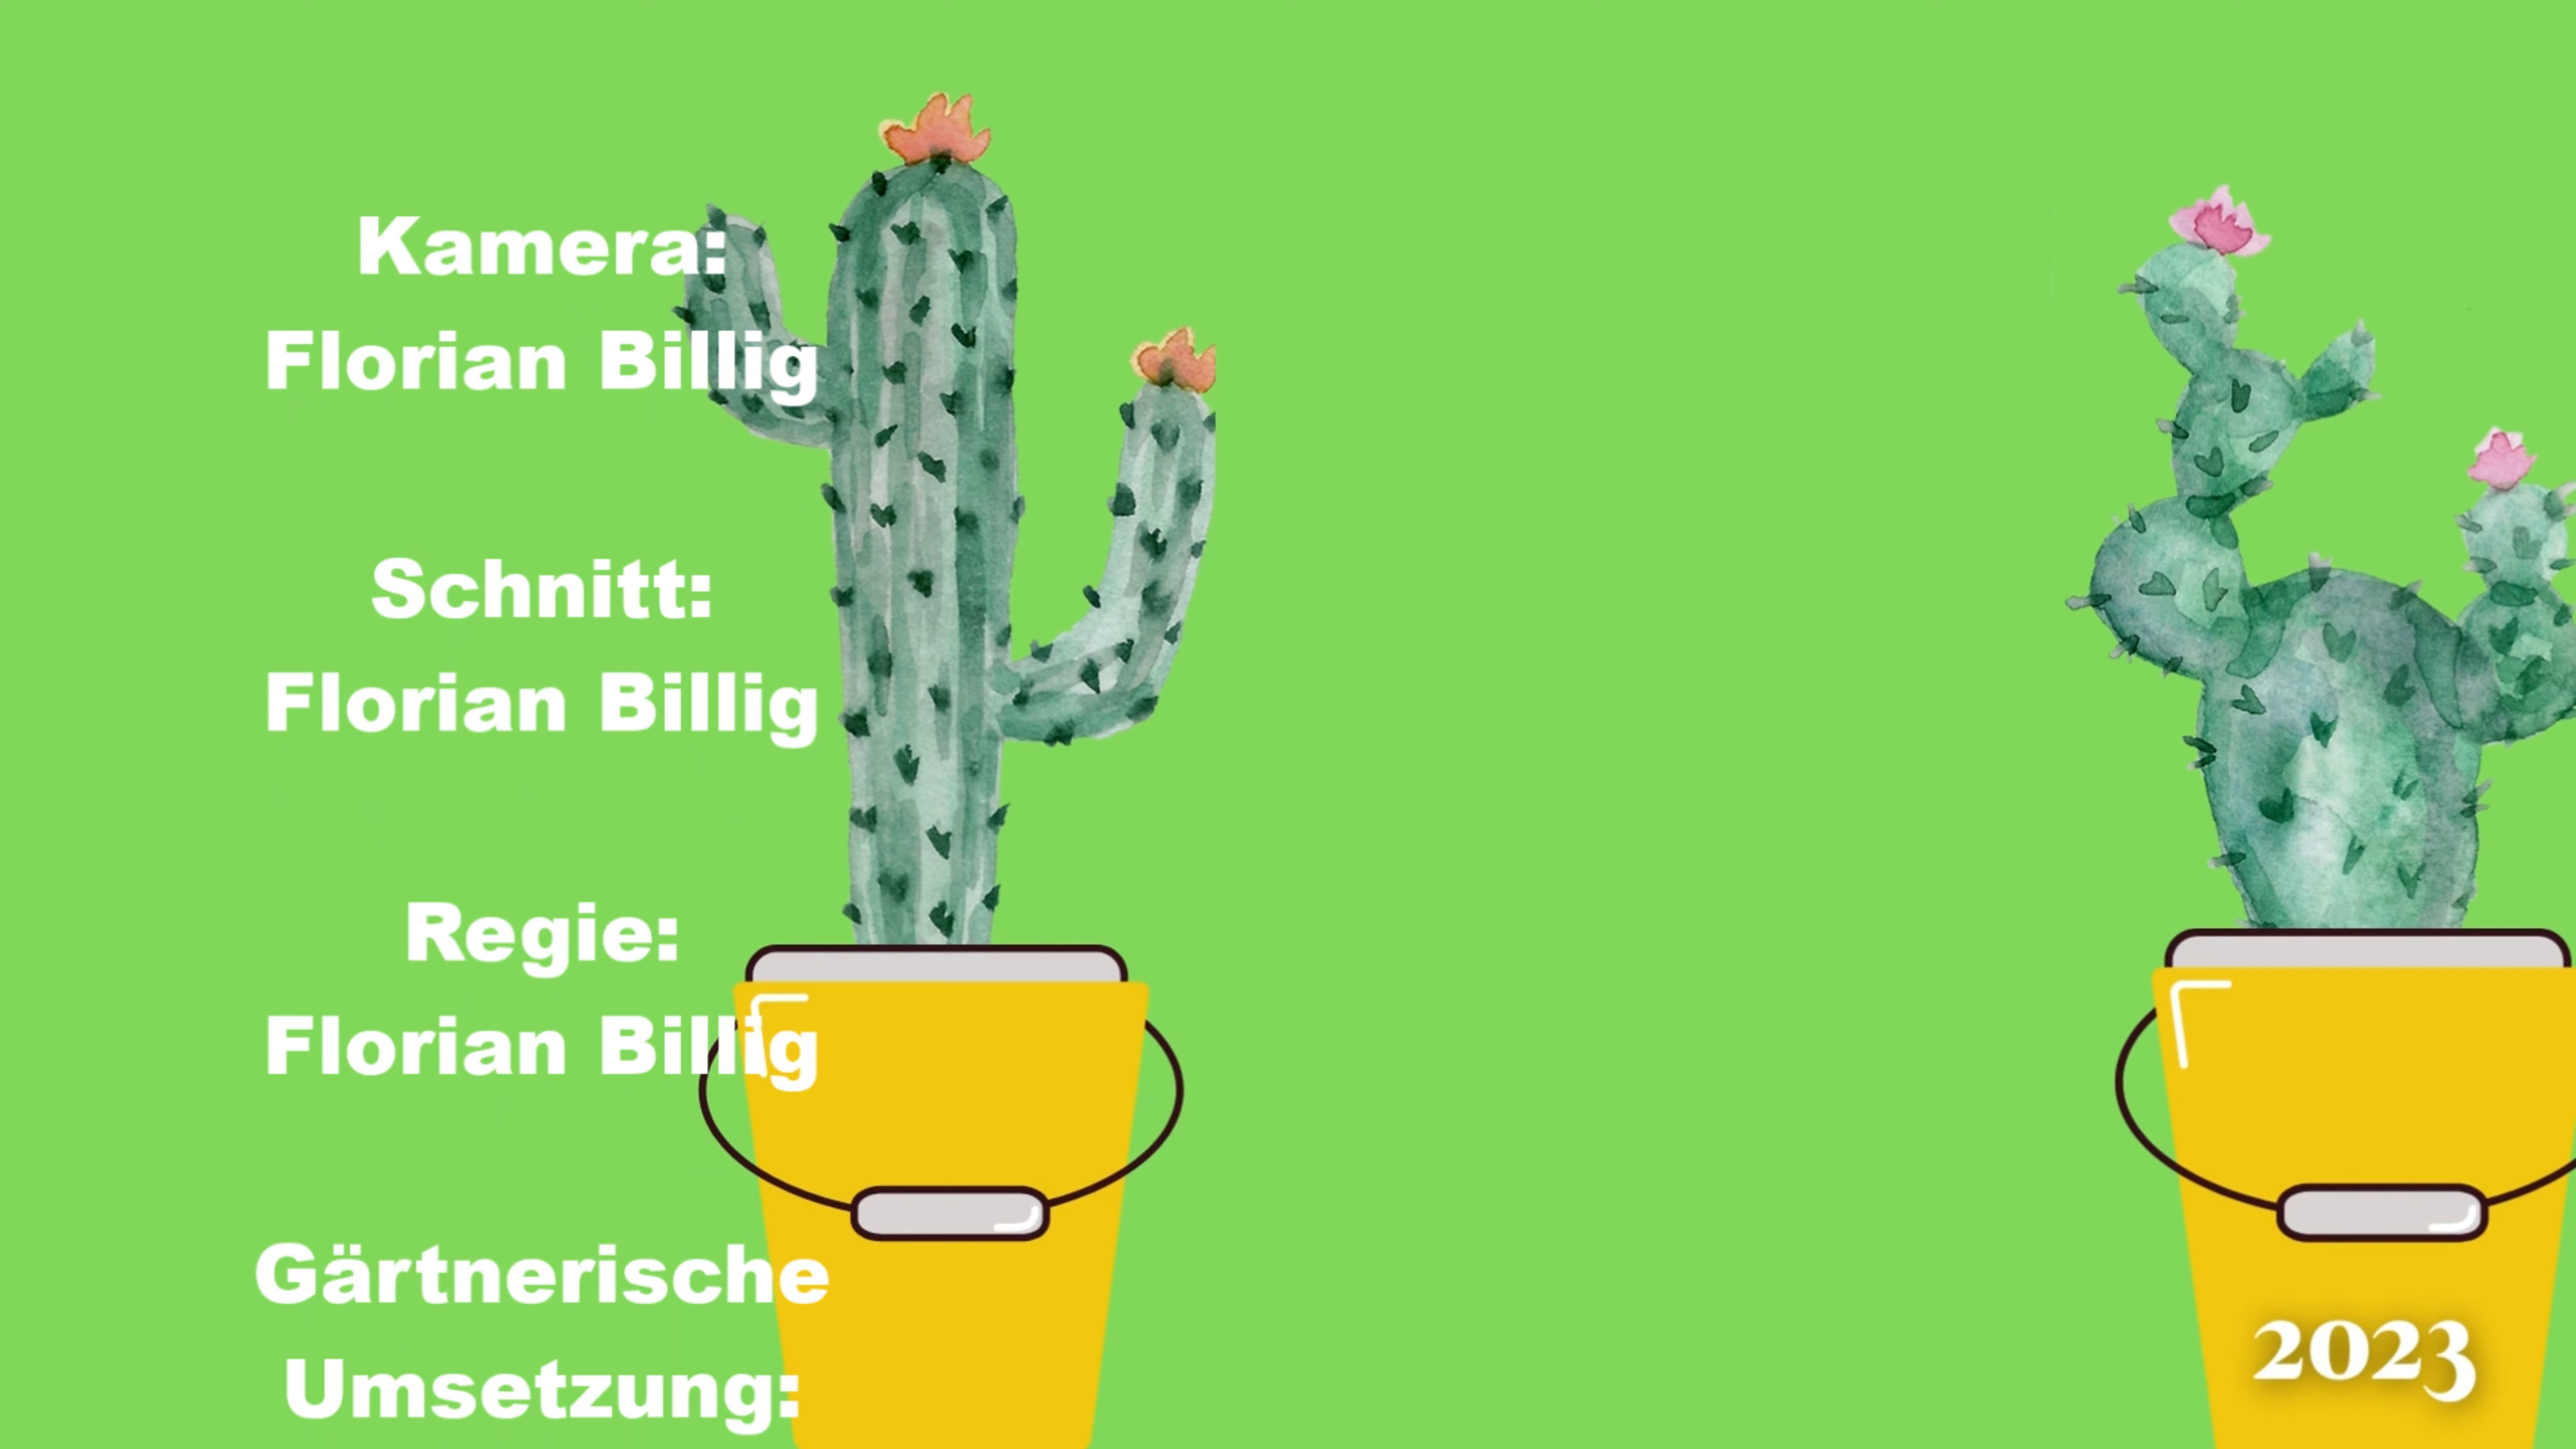 Kamera:
Florian Billig
Schnitt:
Florian Billig
Regie:
Florian Billig
Gärtnerische
Umsetzung:
2023